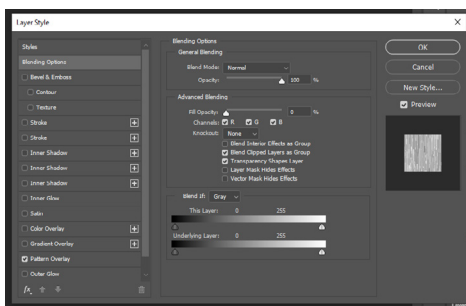 Layer Style
Styles
Blending Options
Bevel & Emboss
Contour
Texture
Stroke
Stroke
Inner Shadow
Inner Shadow
Inner Shadow
Inner Glow
Satin
Color Overlay
Gradient Overlay
Pattern Overlay
Outer Glow
fx
Blending Options
General Blending
Blend Mode: Normal
Opacity: 100 %
Advanced Blending
Fill Opacity: 0 %
Channels: R G B
Knockout: None
Blend Interior Effects as Group
Blend Clipped Layers as Group
Transparency Shapes Layer
Layer Mask Hides Effects
Vector Mask Hides Effects
Blend If: Gray
This Layer: 0 255
Underlying Layer: 0 255
OK
Cancel
New Style...
Preview